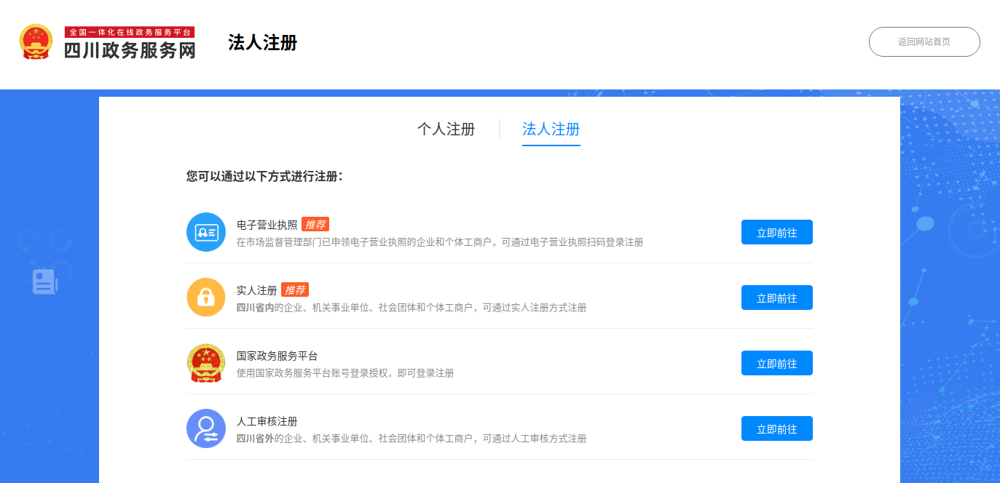 全国一体化在线政务服务平台
四川政务服务网
法人注册
返回网站首页
个人注册
法人注册
您可以通过以下方式进行注册：
电子营业执照 推荐
在市场监督管理部门已申领电子营业执照的企业和个体工商户，可通过电子营业执照扫码登录注册
立即前往
实人注册 推荐
四川省内的企业、机关事业单位、社会团体和个体工商户，可通过实人注册方式注册
立即前往
国家政务服务平台
使用国家政务服务平台账号登录授权，即可登录注册
立即前往
人工审核注册
四川省外的企业、机关事业单位、社会团体和个体工商户，可通过人工审核方式注册
立即前往